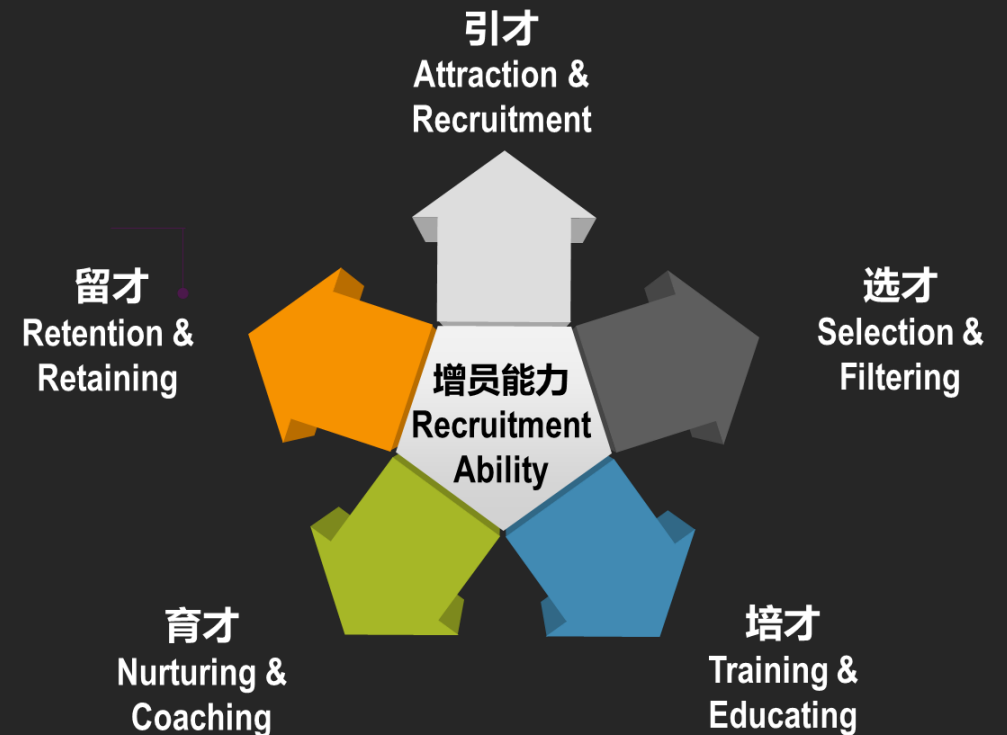 引才
Attraction &
Recruitment
留才
Retention &
Retaining
选才
Selection &
Filtering
增员能力
Recruitment
Ability
育才
Nurturing &
Coaching
培才
Training &
Educating